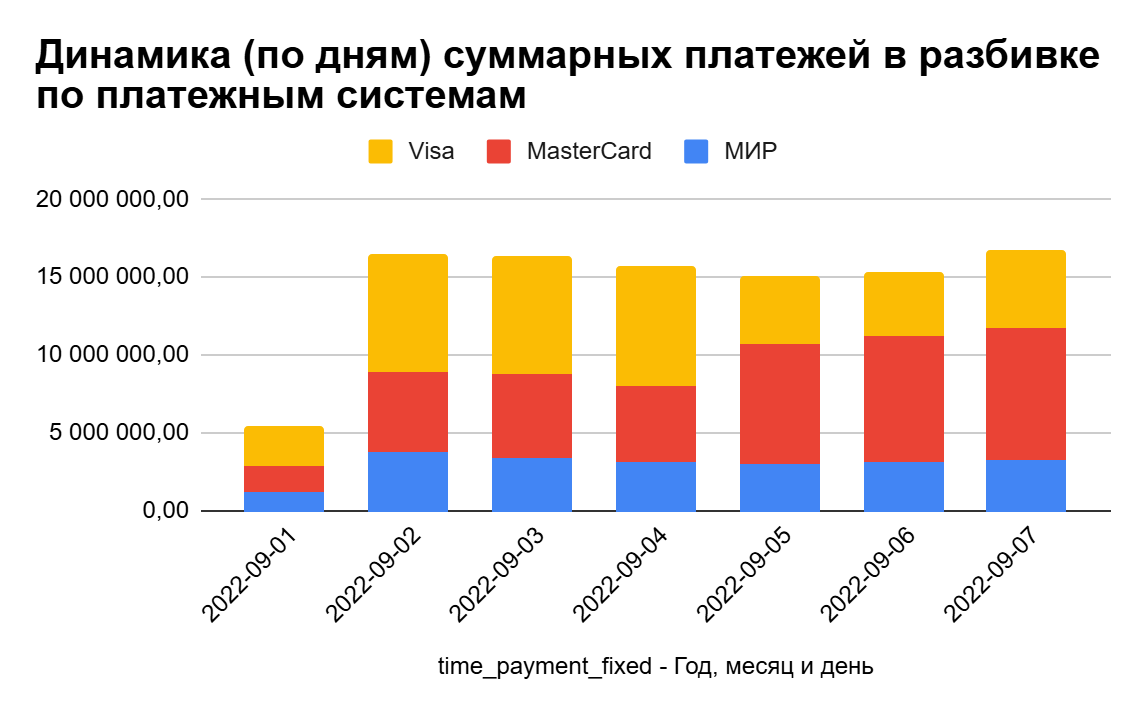 Динамика (по дням) суммарных платежей в разбивке
по платежным системам
Visa MasterCard МИР
20 000 000,00
15 000 000,00
10 000 000,00
5 000 000,00
0,00
2022-09-01
2022-09-02
2022-09-03
2022-09-04
2022-09-05
2022-09-06
2022-09-07
time_payment_fixed - Год, месяц и день